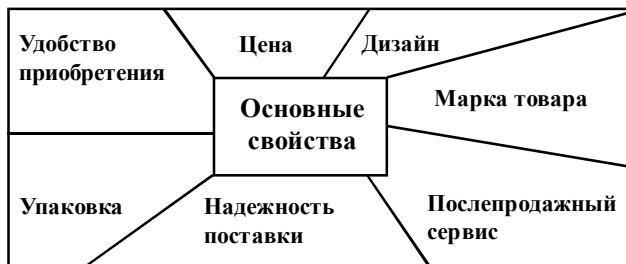 Удобство
приобретения
Цена
Дизайн
Марка товара
Основные
свойства
Упаковка
Надежность
поставки
Послепродажный
сервис